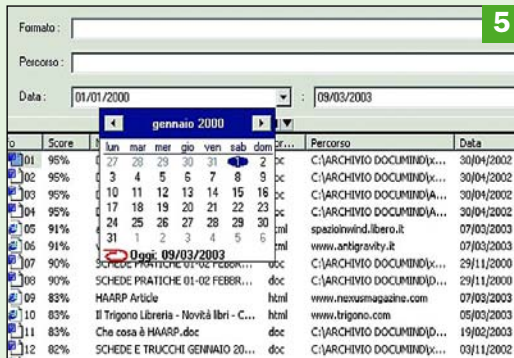 5
Formato :
Percorso :
Data : 01/01/2000 : 09/03/2003
gennaio 2000
Score Percorso Data
lun mar mer gio ven sab dom
27 28 29 30 31 1 2
3 4 5 6 7 8 9
10 11 12 13 14 15 16
17 18 19 20 21 22 23
24 25 26 27 28 29 30
31 1 2 3 4 5 6
Oggi: 09/03/2003
01 95% C:\ARCHIVIO DOCUMIND\x... 30/04/2002
02 95% C:\ARCHIVIO DOCUMIND\x... 30/04/2002
03 95% C:\ARCHIVIO DOCUMIND\A... 30/04/2002
04 95% C:\ARCHIVIO DOCUMIND\A... 30/04/2002
05 91% spazioinwind.libero.it 07/03/2003
06 91% www.antigravity.it 07/03/2003
07 90% SCHEDE PRATICHE 01-02 FEBBR... doc C:\ARCHIVIO DOCUMIND\x... 29/11/2000
08 90% SCHEDE PRATICHE 01-02 FEBBR... doc C:\ARCHIVIO DOCUMIND\D... 29/11/2000
09 83% HAARP Article html www.nexusmagazine.com 07/03/2003
10 83% Il Trigono Libreria - Novità libri - C... html www.trigono.com 05/03/2003
11 83% Che cosa è HAARP.doc doc C:\ARCHIVIO DOCUMIND\D... 19/02/2003
12 82% SCHEDE E TRUCCHI GENNAIO 20... doc C:\ARCHIVIO DOCUMIND\x... 03/11/2002